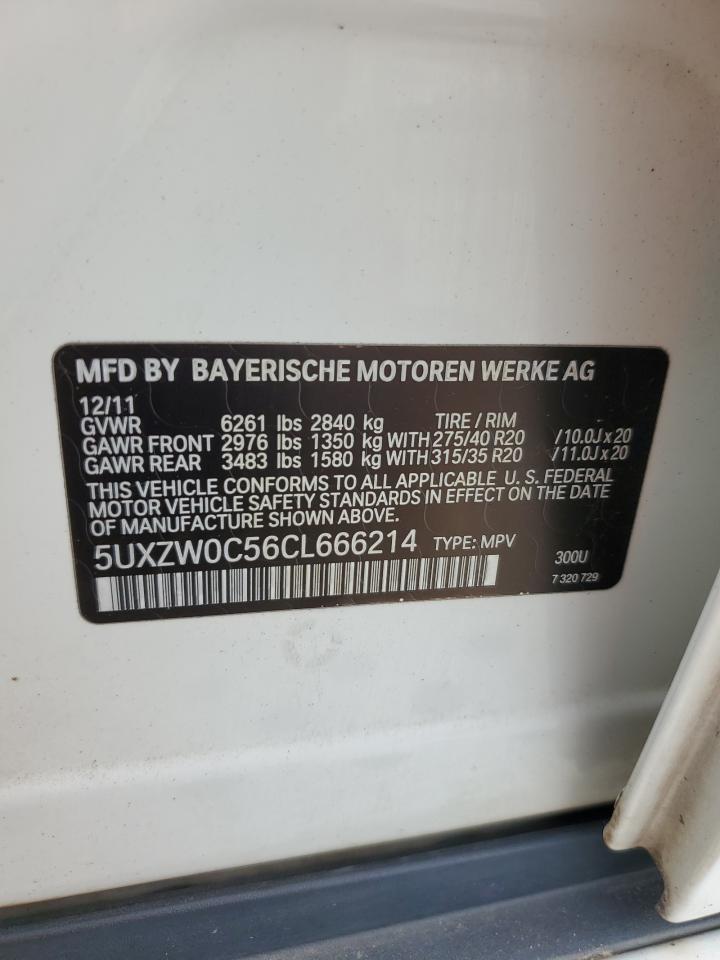 MFD BY BAYERISCHE MOTOREN WERKE AG
12/11
GVWR 6261 lbs 2840 kg TIRE / RIM
GAWR FRONT 2976 lbs 1350 kg WITH 275/40 R20 /10.0J x 20
GAWR REAR 3483 lbs 1580 kg WITH 315/35 R20 /11.0J x 20
THIS VEHICLE CONFORMS TO ALL APPLICABLE U. S. FEDERAL
MOTOR VEHICLE SAFETY STANDARDS IN EFFECT ON THE DATE
OF MANUFACTURE SHOWN ABOVE.
5UXZW0C56CL666214 TYPE: MPV 300U
7 320 729